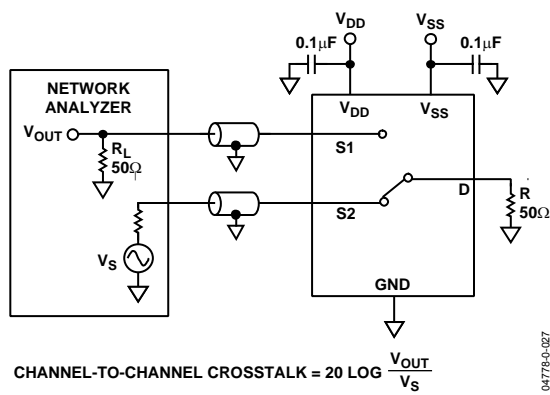 VDD
VSS
0.1μF
0.1μF
NETWORK
ANALYZER
VDD
VSS
VOUT
RL
50Ω
S1
S2
D
R
50Ω
VS
GND
CHANNEL-TO-CHANNEL CROSSTALK = 20 LOG VOUT/VS
04778-0-027